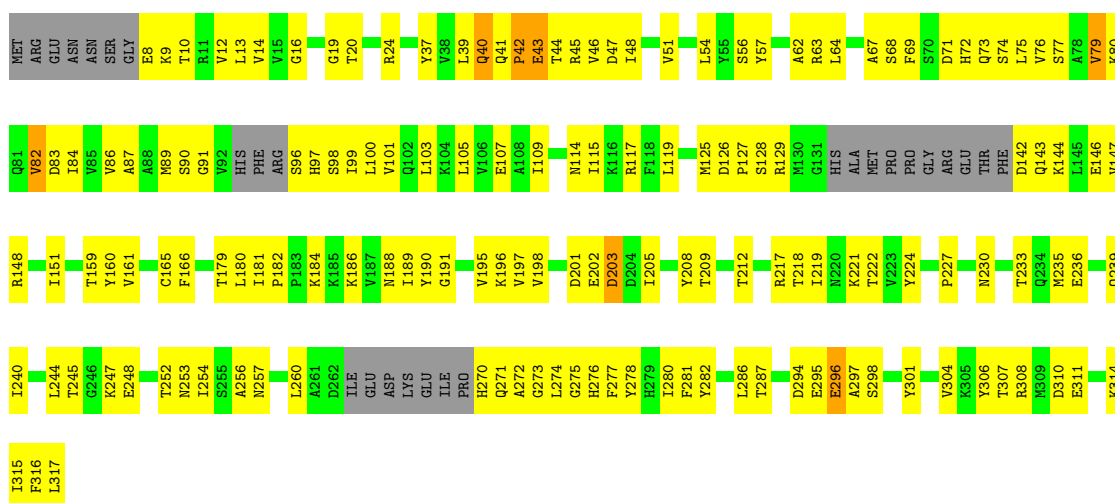 MET ARG GLU ASN ASN SER GLY E8 K9 T10 R11 V12 L13 V14 V15 G16 G19 T20 R24 Y37 V38 L39 Q40 Q41 P42 E43 T44 R45 V46 D47 I48 V51 L54 Y55 S56 Y57 A62 R63 L64 A67 S68 F69 S70 D71 H72 Q73 S74 L75 V76 S77 A78 V79 K80
Q81 V82 D83 I84 V85 V86 A87 A88 M89 S90 G91 V92 HIS PHE ARG S96 H97 S98 I99 L100 V101 Q102 L103 K104 L105 V106 E107 A108 I109 N114 I115 K116 R117 F118 L119 M125 D126 P127 S128 R129 M130 G131 HIS ALA MET PRO PRO GLY ARG GLU THR PHE D142 Q143 K144 L145 E146 V147
R148 I151 T159 Y160 V161 C165 F166 T179 L180 I181 P182 P183 K184 K185 K186 V187 N188 I189 Y190 G191 V195 K196 V197 V198 D201 E202 D203 D204 I205 Y208 T209 T212 R217 T218 I219 N220 K221 T222 V223 Y224 P227 N230 T233 Q234 M235 E236 Q239
I240 L244 T245 G246 K247 E248 T252 N253 I254 S255 A256 N257 L260 A261 D262 ILE GLU ASP LYS GLU ILE PRO H270 Q271 A272 G273 L274 G275 H276 F277 Y278 H279 I280 F281 Y282 L286 T287 D294 E295 E296 A297 S298 Y301 V304 K305 Y306 T307 R308 M309 D310 E311 K314
I315 F316 L317